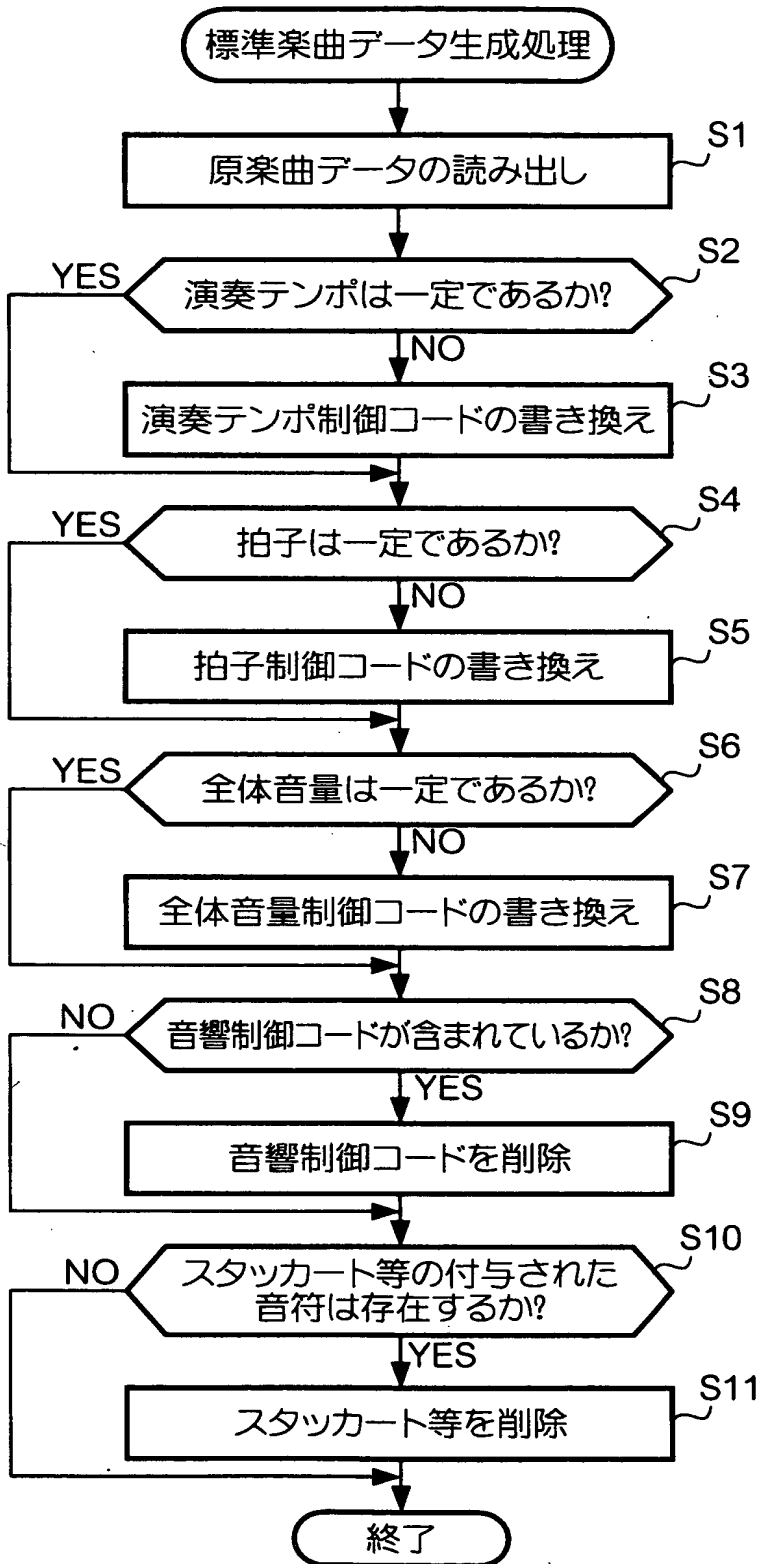 標準楽曲データ生成処理
S1
原楽曲データの読み出し
S2
YES
演奏テンポは一定であるか?
NO
S3
演奏テンポ制御コードの書き換え
S4
YES
拍子は一定であるか?
NO
S5
拍子制御コードの書き換え
S6
YES
全体音量は一定であるか?
NO
S7
全体音量制御コードの書き換え
S8
NO
音響制御コードが含まれているか?
YES
S9
音響制御コードを削除
S10
NO
スタッカート等の付与された
音符は存在するか?
YES
S11
スタッカート等を削除
終了